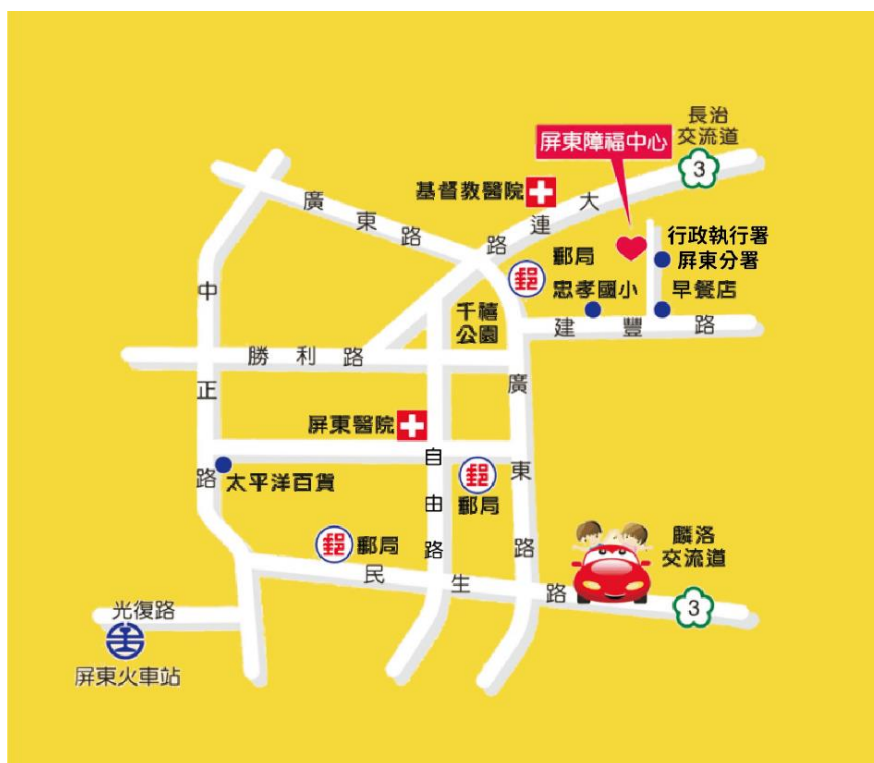 長治
交流道
3
屏東障福中心
基督教醫院
大連路
廣東路
郵局
郵
行政執行署
屏東分署
忠孝國小
早餐店
千禧
公園
建豐路
中正路
勝利路
廣東路
屏東醫院
自由路
太平洋百貨
郵
郵局
郵
郵局
民生路
麟洛
交流道
3
光復路
屏東火車站